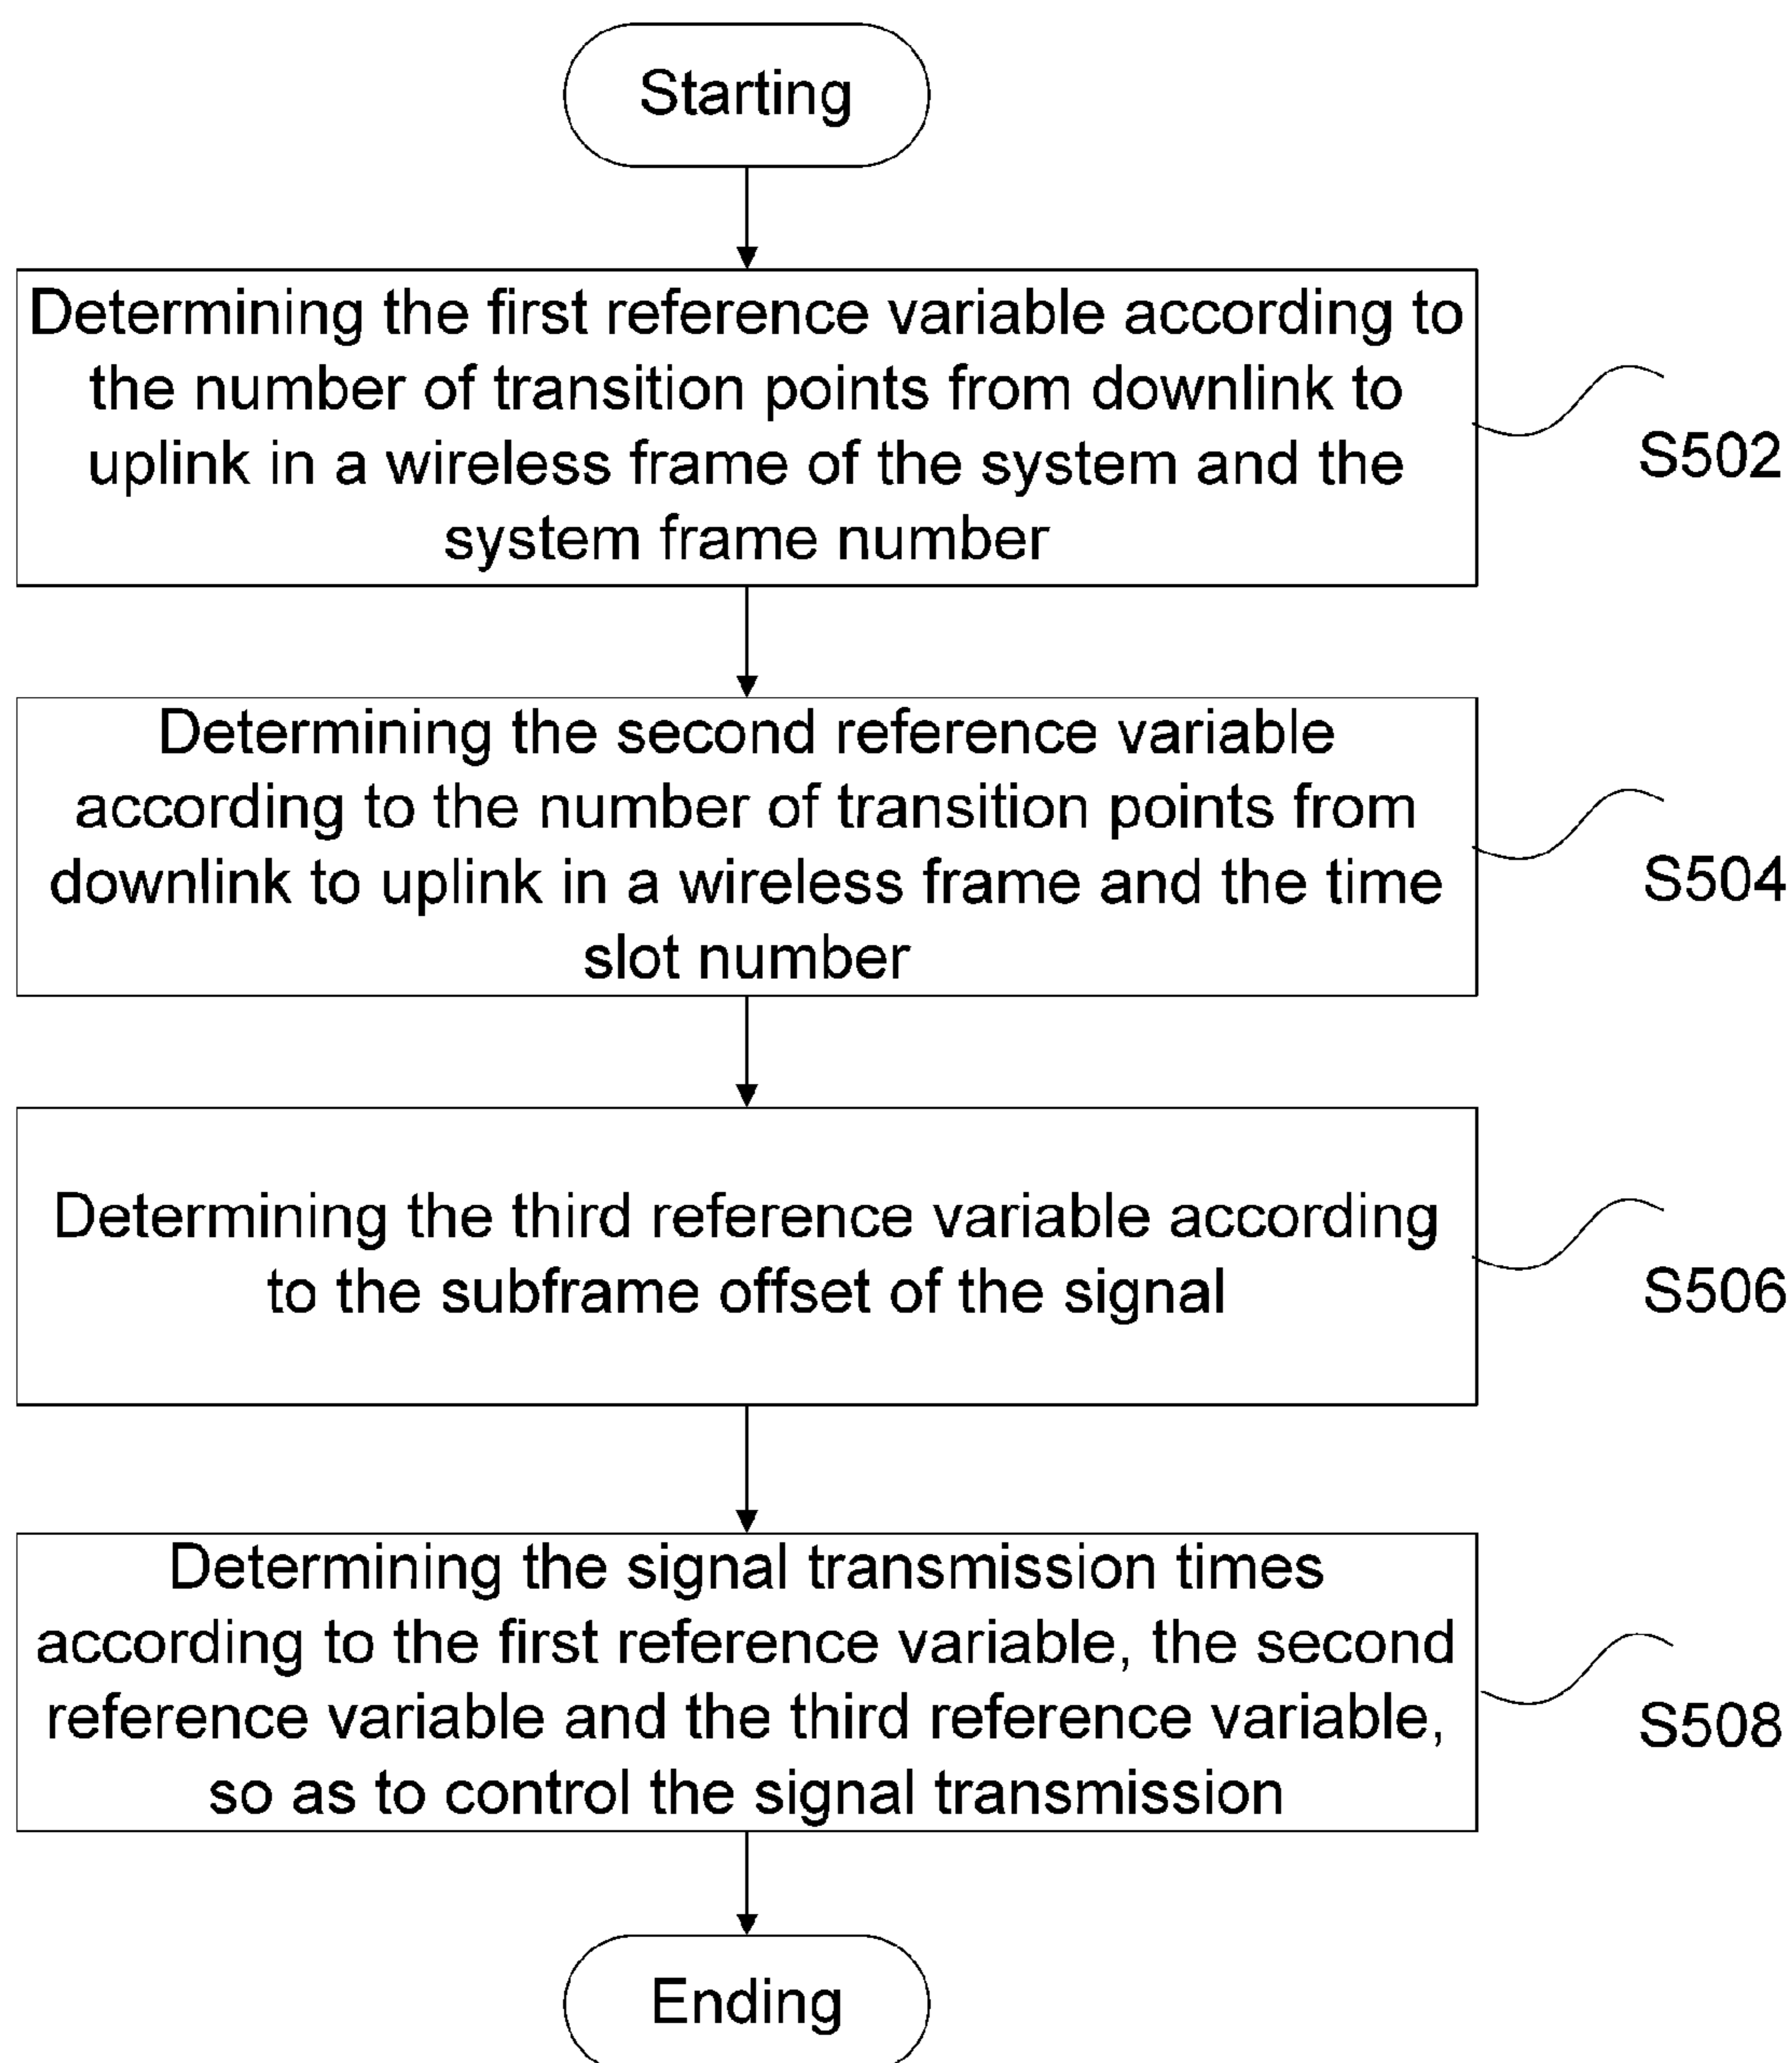 Starting
Determining the first reference variable according to
the number of transition points from downlink to
uplink in a wireless frame of the system and the
system frame number
S502
Determining the second reference variable
according to the number of transition points from
downlink to uplink in a wireless frame and the time
slot number
S504
Determining the third reference variable according
to the subframe offset of the signal
S506
Determining the signal transmission times
according to the first reference variable, the second
reference variable and the third reference variable,
so as to control the signal transmission
S508
Ending